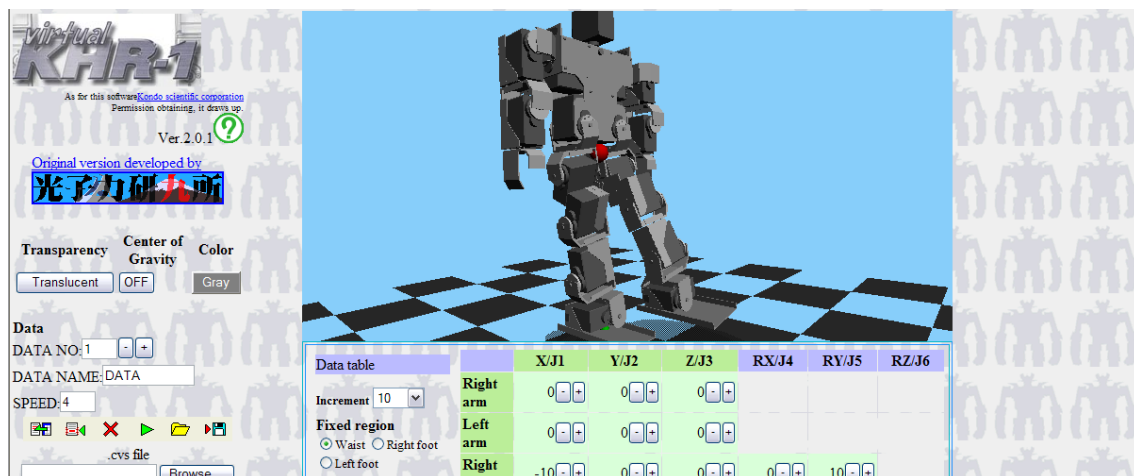 virtual
KHR-1
As for this softwareKondo scientific corporation
Permission obtaining, it draws up.
Ver.2.0.1?
Original version developed by
光子力研九所
Transparency Center of Gravity Color
Translucent OFF Gray
Data
DATA NO: 1 - +
DATA NAME: DATA
SPEED: 4
.cvs file
Browse...
Data table
Increment 10
Fixed region
Waist Right foot
Left foot
X/J1 Y/J2 Z/J3 RX/J4 RY/J5 RZ/J6
Right arm 0 - + 0 - + 0 - +
Left arm 0 - + 0 - + 0 - +
Right -10 - + 0 - + 0 - + 0 - + 10 - +